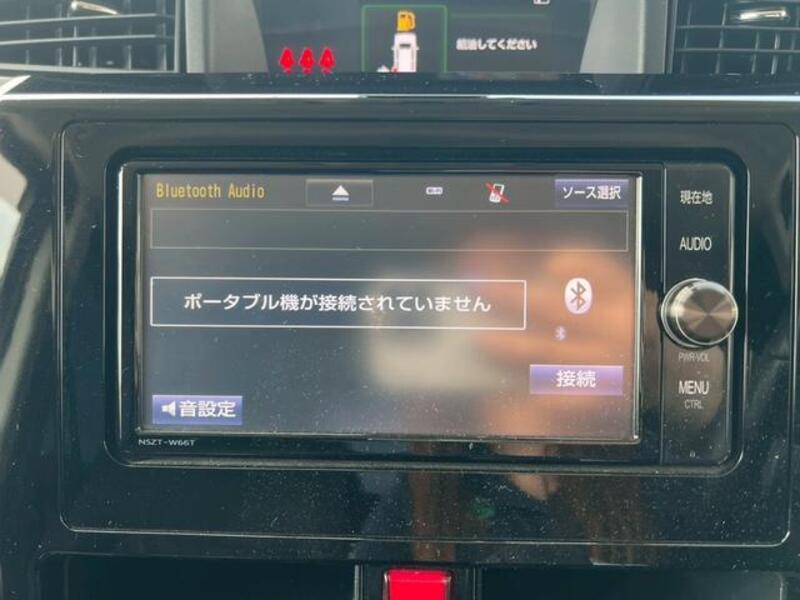 給油してください
Bluetooth Audio
ソース選択
現在地
AUDIO
ポータブル機が接続されていません
PWR-VOL
接続
MENU
CTRL
音設定
NSZT-W66T